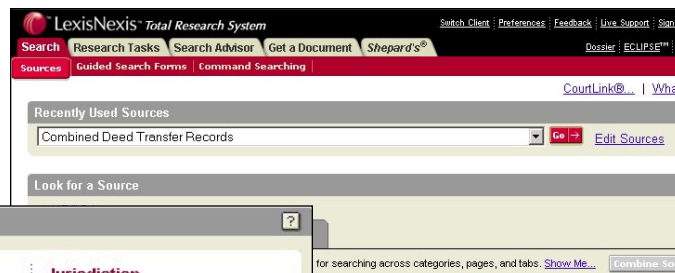 LexisNexis™ Total Research System
Switch Client | Preferences | Feedback | Live Support | Sign
Search Research Tasks Search Advisor Get a Document Shepard's®
Dossier | ECLIPSE™
Sources Guided Search Forms | Command Searching |
CourtLink®... | Wha
Recently Used Sources
Combined Deed Transfer Records Go → Edit Sources
Look for a Source
?
for searching across categories, pages, and tabs. Show Me... Combine So
Jurisdiction